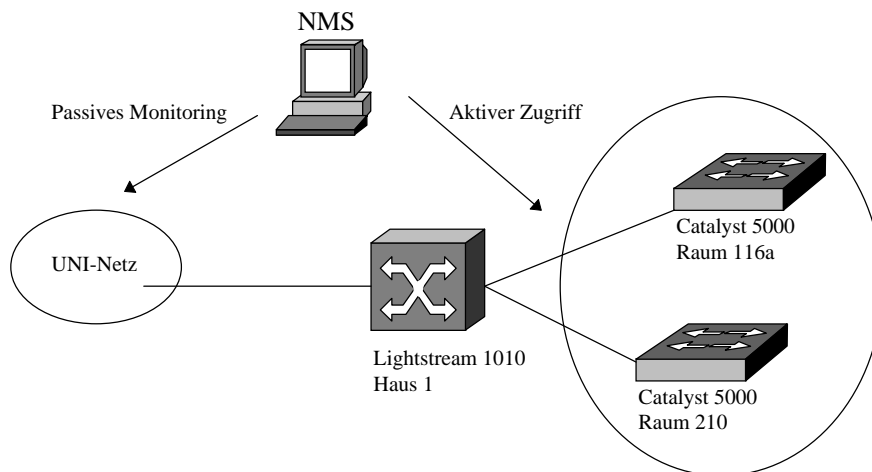 NMS
Passives Monitoring
Aktiver Zugriff
UNI-Netz
Catalyst 5000
Raum 116a
Lightstream 1010
Haus 1
Catalyst 5000
Raum 210